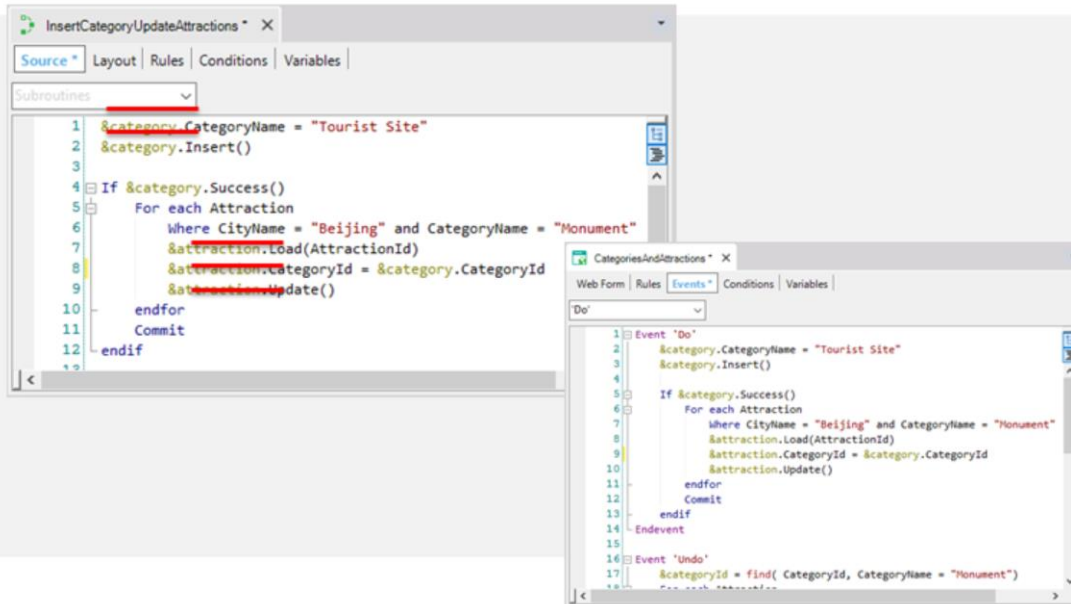 InsertCategoryUpdateAttractions * X
Source * Layout Rules Conditions Variables
Subroutines
1 &category.CategoryName = "Tourist Site"
2 &category.Insert()
3
4 If &category.Success()
5 For each Attraction
6 Where CityName = "Beijing" and CategoryName = "Monument"
7 &attraction.Load(AttractionId)
8 &attraction.CategoryId = &category.CategoryId
9 &attraction.Update()
10 endfor
11 Commit
12 endif
13
CategoriesAndAttractions * X
Web Form Rules Events * Conditions Variables
'Do'
1 Event 'Do'
2 &category.CategoryName = "Tourist Site"
3 &category.Insert()
4
5 If &category.Success()
6 For each Attraction
7 Where CityName = "Beijing" and CategoryName = "Monument"
8 &attraction.Load(AttractionId)
9 &attraction.CategoryId = &category.CategoryId
10 &attraction.Update()
11 endfor
12 Commit
13 endif
14 Endevent
15
16 Event 'Undo'
17 &categoryId = find( CategoryId, CategoryName = "Monument")
18 For each Attraction